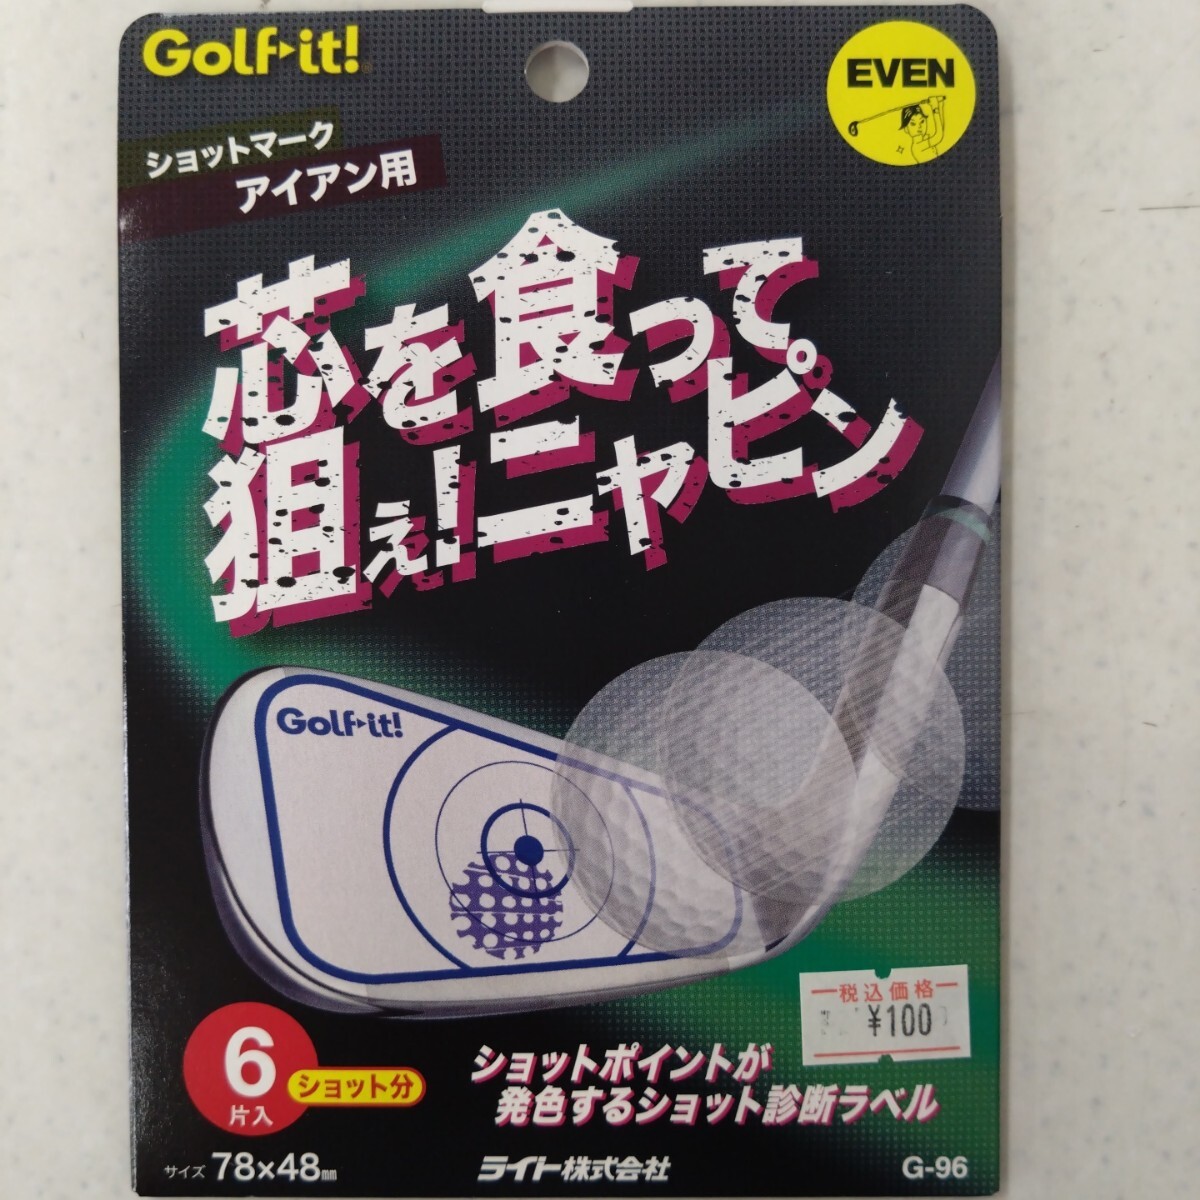 Golf▸it!®
EVEN
ショットマーク
アイアン用
芯を食って
狙え!ニャピン
Golf▸it!
税込価格
¥100
6
片入
ショット分
ショットポイントが
発色するショット診断ラベル
サイズ 78×48㎜
ライト株式会社
G-96